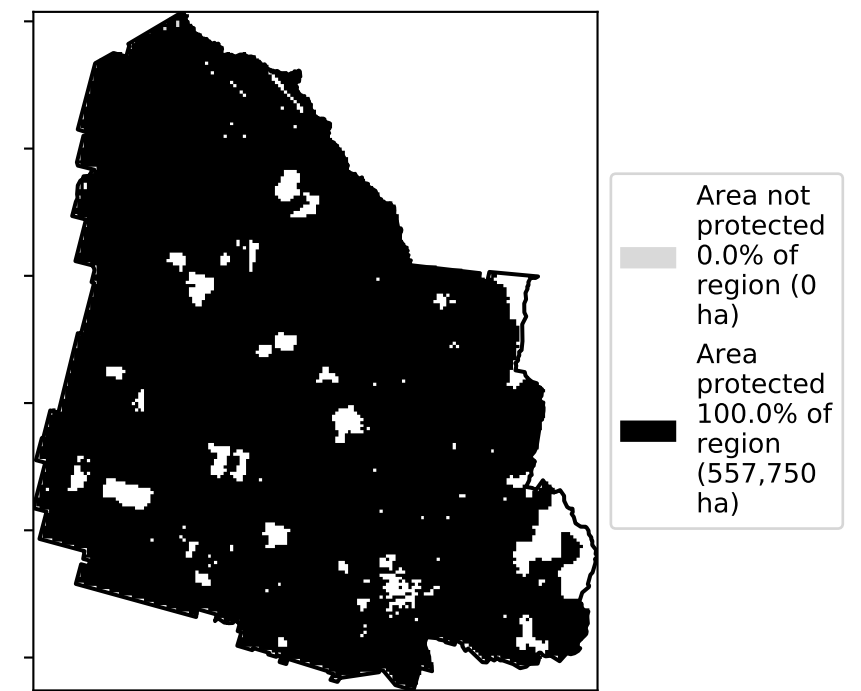 Area not
protected
0.0% of
region (0
ha)
Area
protected
100.0% of
region
(557,750
ha)